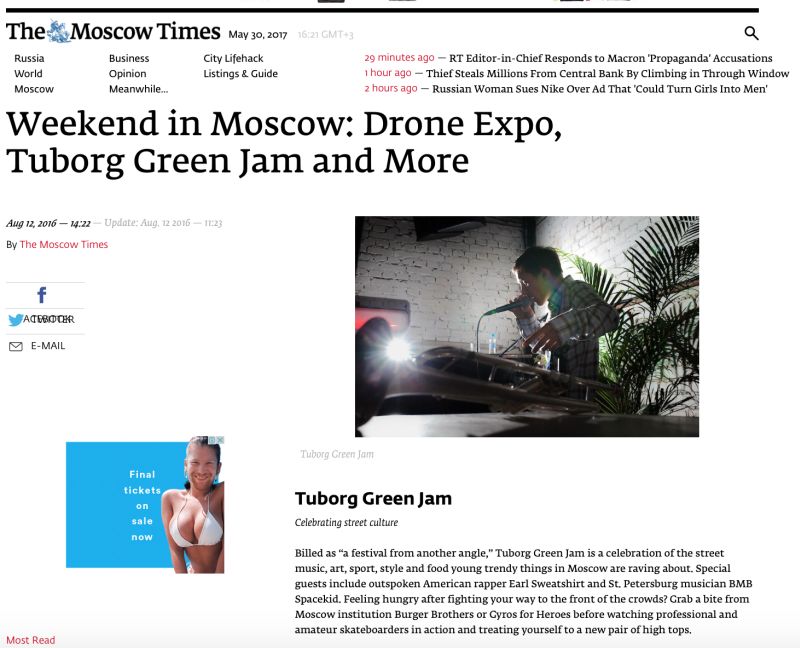 The Moscow Times May 30, 2017 16:21 GMT+3
Russia Business City Lifehack
World Opinion Listings & Guide
Moscow Meanwhile...
29 minutes ago — RT Editor-in-Chief Responds to Macron 'Propaganda' Accusations
1 hour ago — Thief Steals Millions From Central Bank By Climbing in Through Window
2 hours ago — Russian Woman Sues Nike Over Ad That 'Could Turn Girls Into Men'
Weekend in Moscow: Drone Expo,
Tuborg Green Jam and More
Aug 12, 2016 — 14:22 — Update: Aug. 12 2016 — 11:23
By The Moscow Times
E-MAIL
Final
tickets
on
sale
now
Tuborg Green Jam
Tuborg Green Jam
Celebrating street culture
Billed as “a festival from another angle,” Tuborg Green Jam is a celebration of the street
music, art, sport, style and food young trendy things in Moscow are raving about. Special
guests include outspoken American rapper Earl Sweatshirt and St. Petersburg musician BMB
Spacekid. Feeling hungry after fighting your way to the front of the crowds? Grab a bite from
Moscow institution Burger Brothers or Gyros for Heroes before watching professional and
amateur skateboarders in action and treating yourself to a new pair of high tops.
Most Read